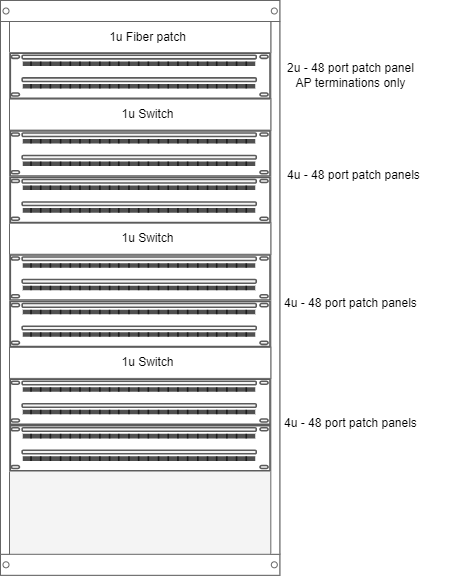 1u Fiber patch
2u - 48 port patch panel
AP terminations only
1u Switch
4u - 48 port patch panels
1u Switch
4u - 48 port patch panels
1u Switch
4u - 48 port patch panels